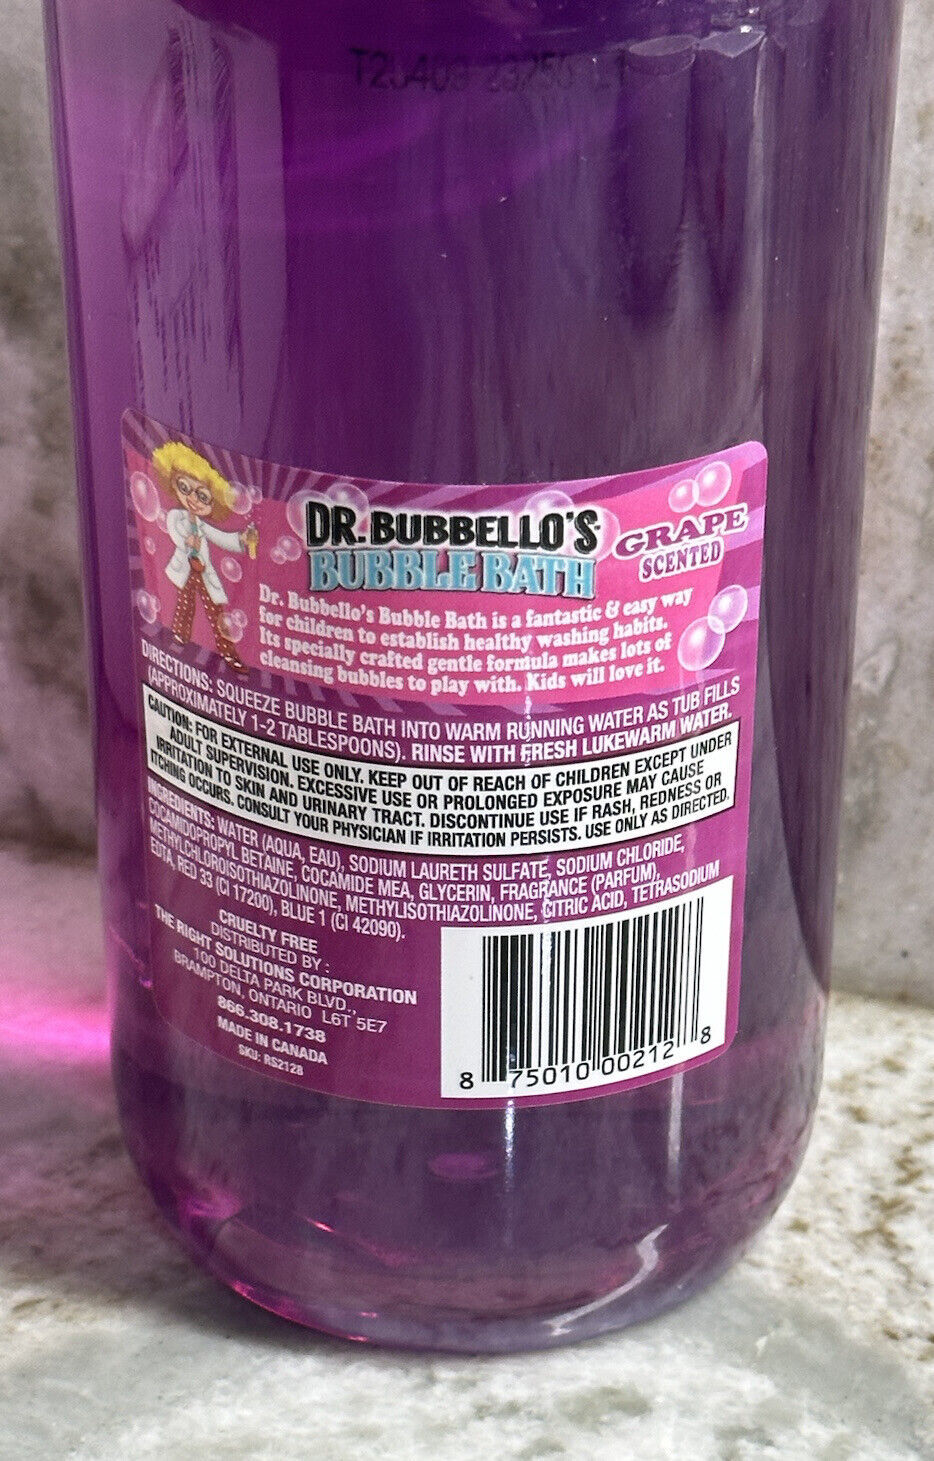 DR. BUBBELLO'S
BUBBLE BATH
GRAPE
SCENTED
Dr. Bubbello's Bubble Bath is a fantastic & easy way
for children to establish healthy washing habits.
Its specially crafted gentle formula makes lots of
cleansing bubbles to play with. Kids will love it.
DIRECTIONS: SQUEEZE BUBBLE BATH INTO WARM RUNNING WATER AS TUB FILLS
(APPROXIMATELY 1-2 TABLESPOONS). RINSE WITH FRESH LUKEWARM WATER.
CAUTION: FOR EXTERNAL USE ONLY. KEEP OUT OF REACH OF CHILDREN EXCEPT UNDER
ADULT SUPERVISION. EXCESSIVE USE OR PROLONGED EXPOSURE MAY CAUSE
IRRITATION TO SKIN AND URINARY TRACT. DISCONTINUE USE IF RASH, REDNESS OR
ITCHING OCCURS. CONSULT YOUR PHYSICIAN IF IRRITATION PERSISTS. USE ONLY AS DIRECTED.
INGREDIENTS: WATER (AQUA, EAU), SODIUM LAURETH SULFATE, SODIUM CHLORIDE,
COCAMIDOPROPYL BETAINE, COCAMIDE MEA, GLYCERIN, FRAGRANCE (PARFUM),
METHYLCHLOROISOTHIAZOLINONE, METHYLISOTHIAZOLINONE, CITRIC ACID, TETRASODIUM
EDTA, RED 33 (CI 17200), BLUE 1 (CI 42090).
CRUELTY FREE
DISTRIBUTED BY :
THE RIGHT SOLUTIONS CORPORATION
100 DELTA PARK BLVD.,
BRAMPTON, ONTARIO L6T 5E7
866.308.1738
MADE IN CANADA
SKU: RS2128
8 75010 00212 8